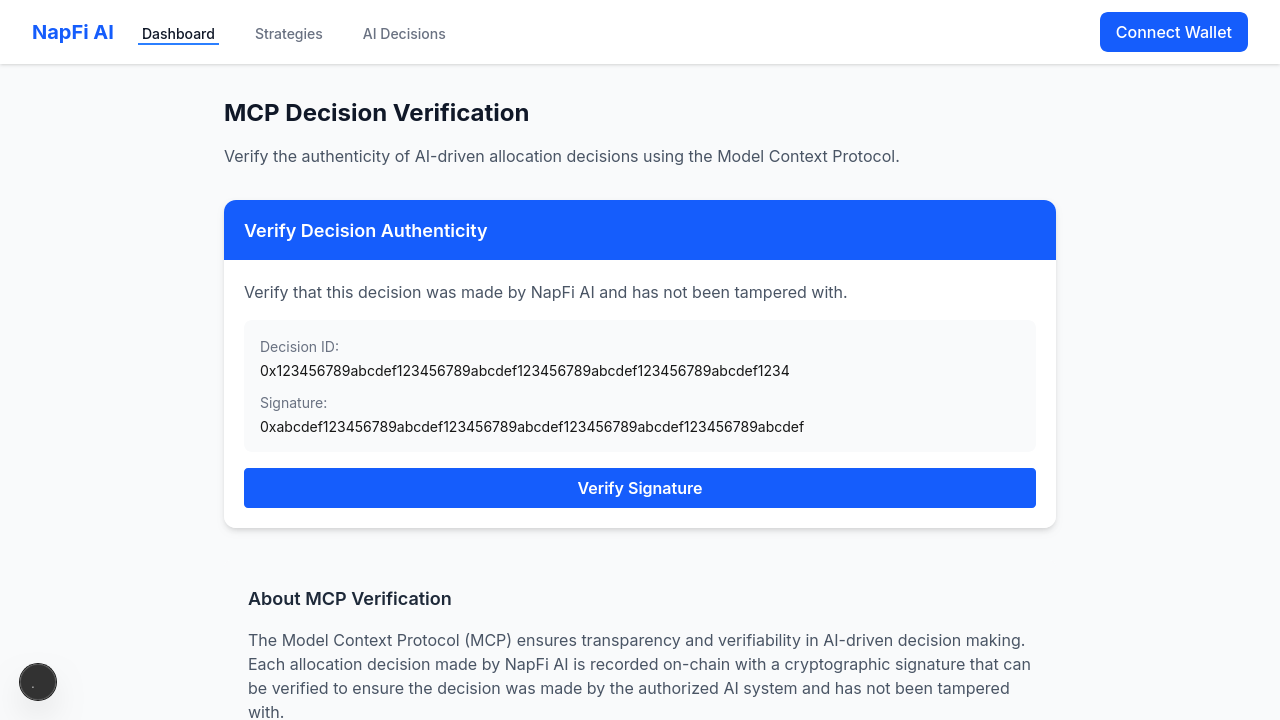 NapFi AI
Dashboard
Strategies
AI Decisions
Connect Wallet
MCP Decision Verification
Verify the authenticity of AI-driven allocation decisions using the Model Context Protocol.
Verify Decision Authenticity
Verify that this decision was made by NapFi AI and has not been tampered with.
Decision ID:
0x123456789abcdef123456789abcdef123456789abcdef123456789abcdef1234
Signature:
0xabcdef123456789abcdef123456789abcdef123456789abcdef123456789abcdef
Verify Signature
About MCP Verification
The Model Context Protocol (MCP) ensures transparency and verifiability in AI-driven decision making.
Each allocation decision made by NapFi AI is recorded on-chain with a cryptographic signature that can
be verified to ensure the decision was made by the authorized AI system and has not been tampered
with.